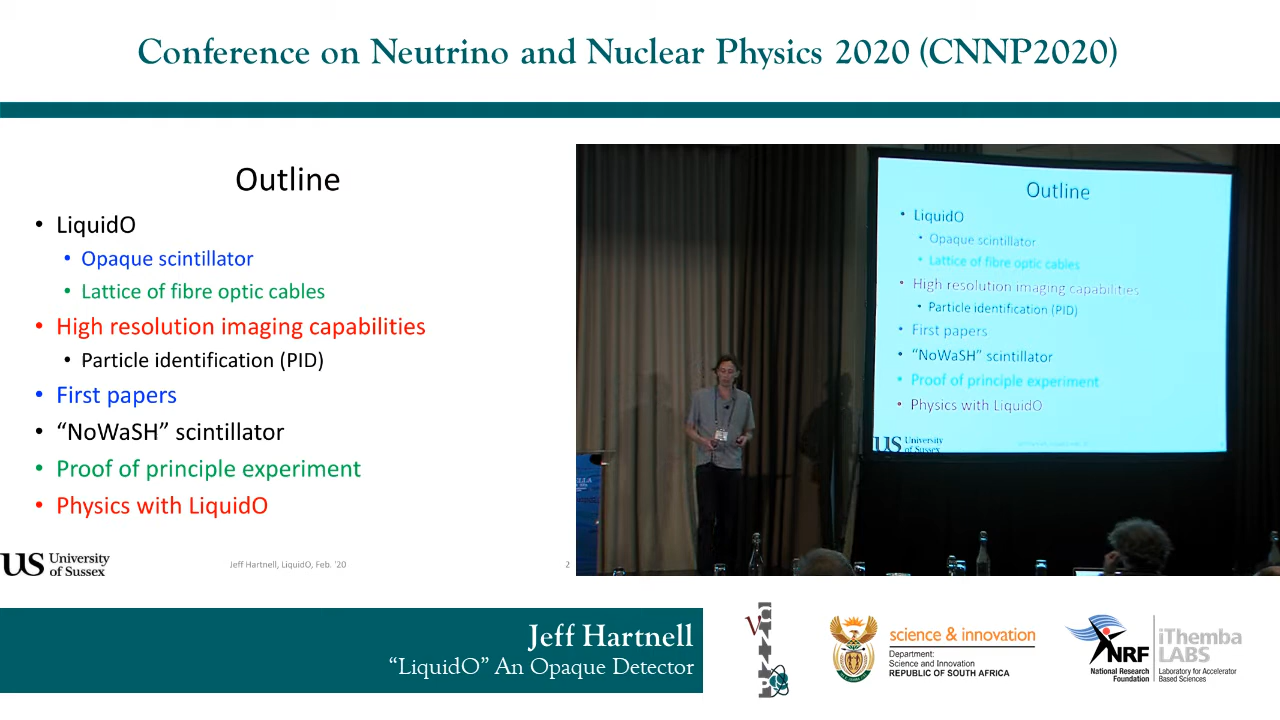 Conference on Neutrino and Nuclear Physics 2020 (CNNP2020)
Outline
• LiquidO
• Opaque scintillator
• Lattice of fibre optic cables
• High resolution imaging capabilities
• Particle identification (PID)
• First papers
• “NoWaSH” scintillator
• Proof of principle experiment
• Physics with LiquidO
US University
of Sussex
Jeff Hartnell, LiquidO, Feb. ’20
2
Outline
• LiquidO
• Opaque scintillator
• Lattice of fibre optic cables
• High resolution imaging capabilities
• Particle identification (PID)
• First papers
• “NoWaSH” scintillator
• Proof of principle experiment
• Physics with LiquidO
US University
of Sussex
Jeff Hartnell
“LiquidO” An Opaque Detector
νCNNP
science & innovation
Department:
Science and Innovation
REPUBLIC OF SOUTH AFRICA
NRF
National Research
Foundation
iThemba
LABS
Laboratory for Accelerator
Based Sciences